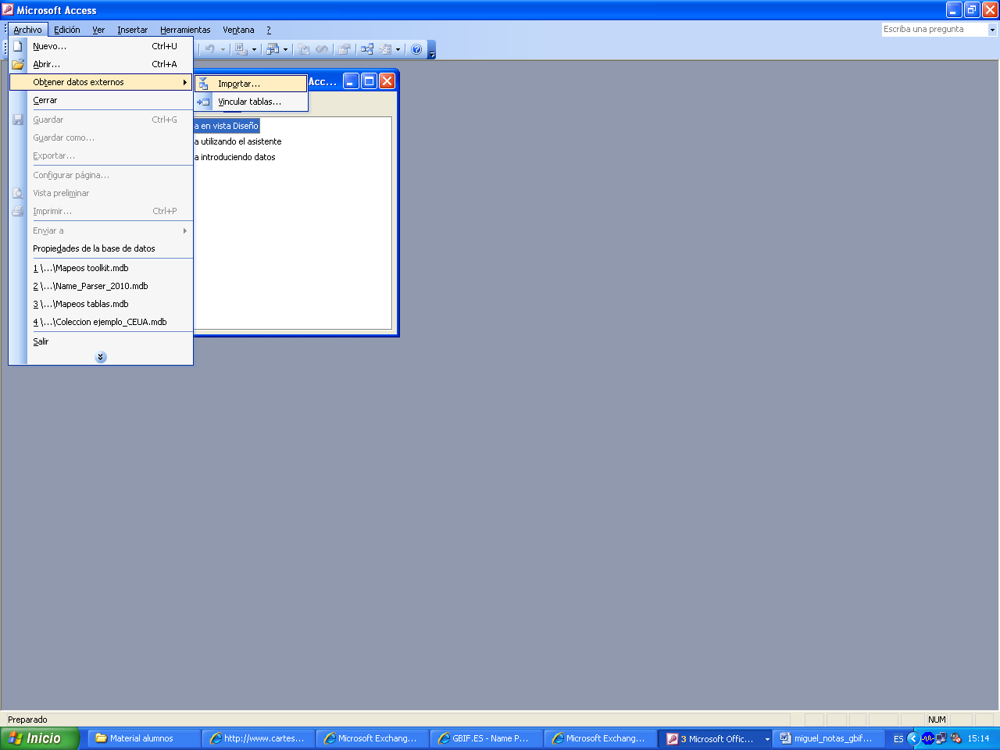 Microsoft Access
Archivo Edición Ver Insertar Herramientas Ventana ?
Escriba una pregunta
Nuevo... Ctrl+U
Abrir... Ctrl+A
Obtener datos externos
Importar...
Acc...
Cerrar
Vincular tablas...
Guardar Ctrl+G
a en vista Diseño
Guardar como...
a utilizando el asistente
Exportar...
a introduciendo datos
Configurar página...
Vista preliminar
Imprimir... Ctrl+P
Enviar a
Propiedades de la base de datos
1 \...\Mapeos toolkit.mdb
2 \...\Name_Parser_2010.mdb
3 \...\Mapeos tablas.mdb
4 \...\Coleccion ejemplo_CEUA.mdb
Salir
Preparado
NUM
Inicio
Material alumnos
http://www.cartes...
Microsoft Exchang...
GBIF.ES - Name P...
Microsoft Exchang...
3 Microsoft Offic...
miguel_notas_gbif...
ES
15:14